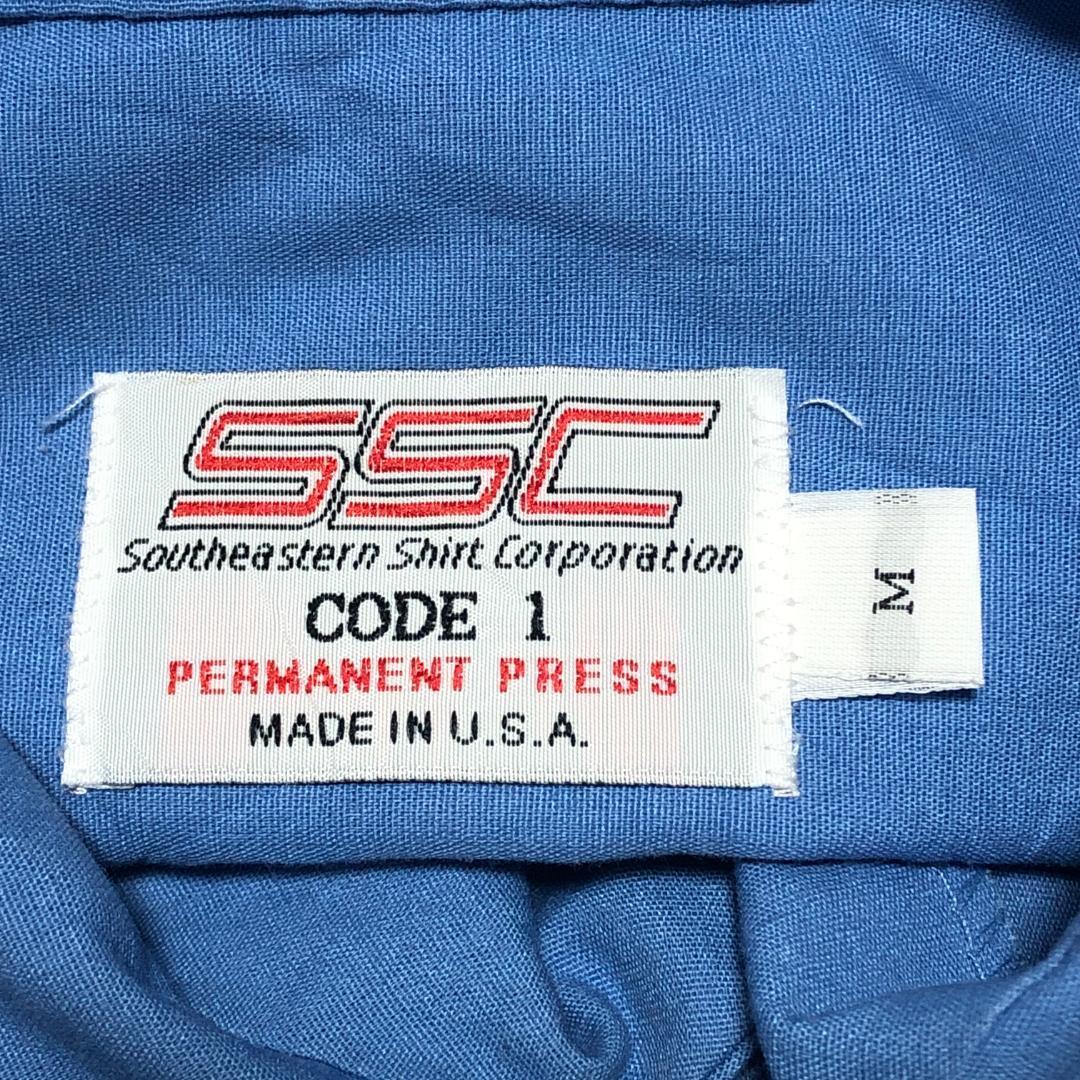 SSC
Southeastern Shirt Corporation
CODE 1
PERMANENT PRESS
MADE IN U.S.A.
M